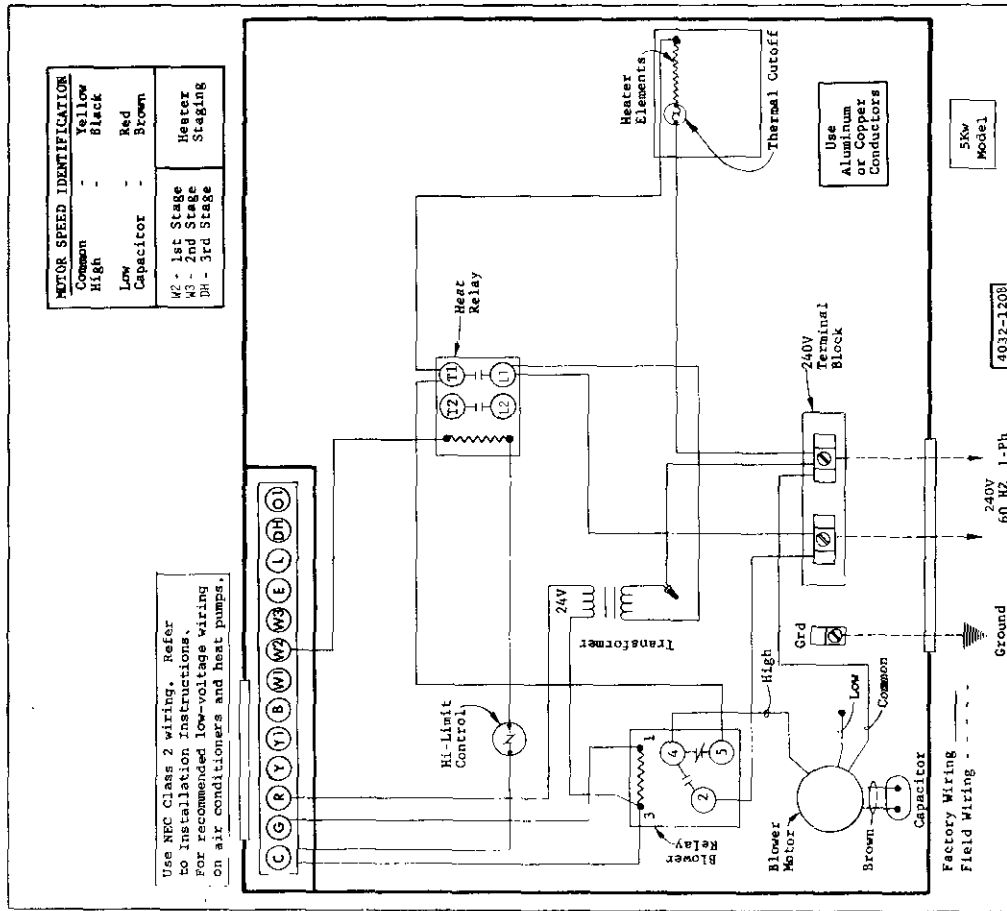 MOTOR SPEED IDENTIFICATION
Common - Yellow
High - Black
Low - Red
Capacitor - Brown
W2 - 1st Stage
W3 - 2nd Stage
DH - 3rd Stage
Heater
Staging
Use NEC Class 2 wiring. Refer
to Installation Instructions.
For recommended low-voltage wiring
on air conditioners and heat pumps.
C G R Y Y1 B W1 W2 W3 E L DH O1
Hi-Limit
Control
Heat
Relay
T2 T1
L2 L1
Heater
Elements
Thermal Cutoff
24V
Transformer
Blower
Relay
3 1
2 4 5
High
Low
Common
Blower
Motor
Brown
Capacitor
Grd
240V
Terminal
Block
Use
Aluminum
or Copper
Conductors
5Kw
Model
Factory Wiring
Field Wiring - - - - -
Ground
240V
60 HZ 1-Ph
4032-120B